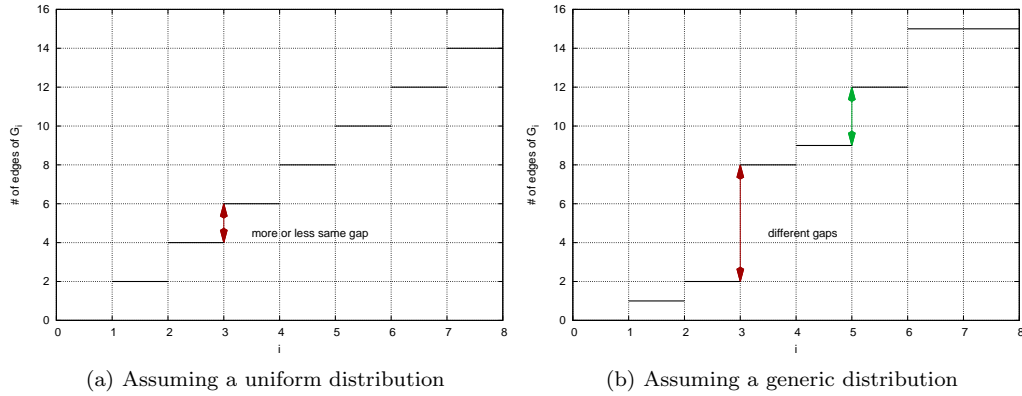 16
14
12
10
8
6
4
2
0
# of edges of Gi
more or less same gap
0 1 2 3 4 5 6 7 8
i
(a) Assuming a uniform distribution
16
14
12
10
8
6
4
2
0
# of edges of Gi
different gaps
0 1 2 3 4 5 6 7 8
i
(b) Assuming a generic distribution